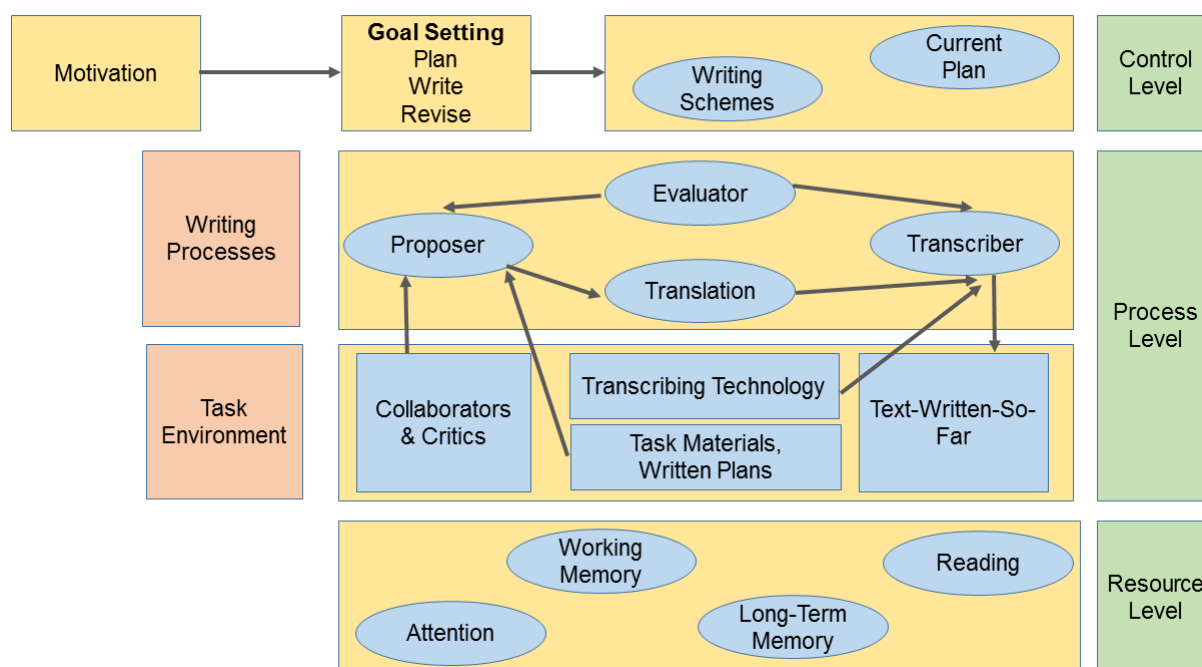 Motivation
Goal Setting
Plan
Write
Revise
Writing
Schemes
Current
Plan
Control
Level
Writing
Processes
Evaluator
Proposer
Transcriber
Translation
Process
Level
Task
Environment
Collaborators
& Critics
Transcribing Technology
Task Materials,
Written Plans
Text-Written-So-
Far
Working
Memory
Reading
Attention
Long-Term
Memory
Resource
Level